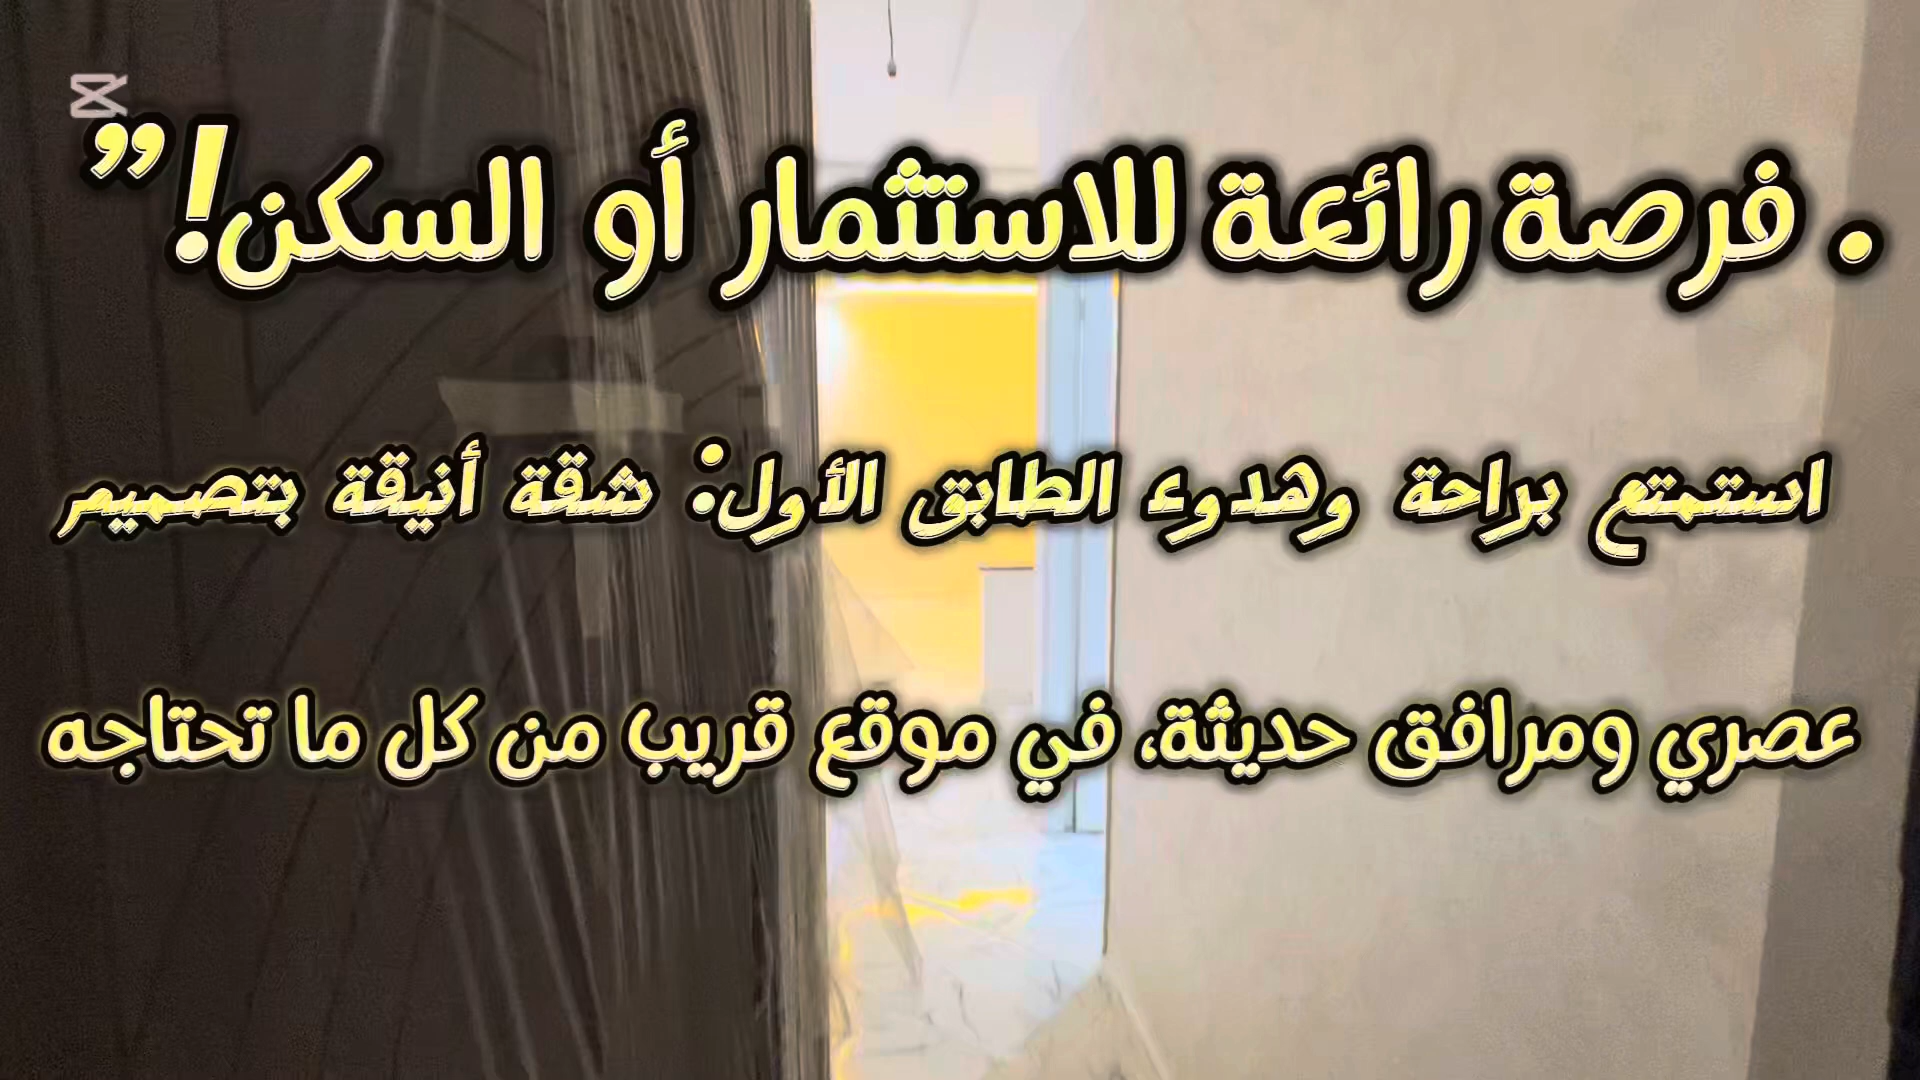 . فرصة رائعة للاستثمار أو السكن!”
استمتع براحة وهدوء الطابق الأول: شقة أنيقة بتصميم
عصري ومرافق حديثة، في موقع قريب من كل ما تحتاجه